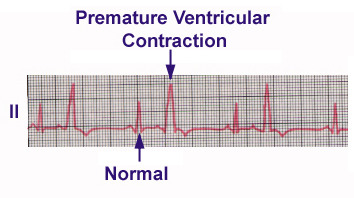 Premature Ventricular
Contraction
II
Normal